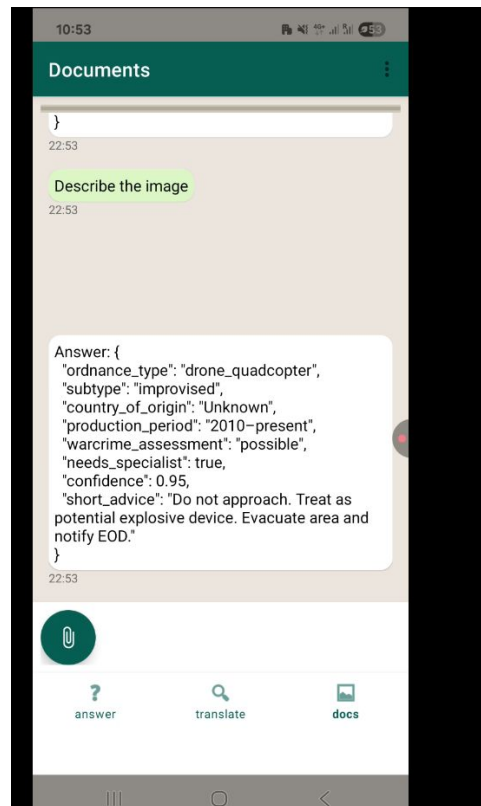 10:53
4G+
53
Documents
}
22:53
Describe the image
22:53
Answer: {
"ordnance_type": "drone_quadcopter",
"subtype": "improvised",
"country_of_origin": "Unknown",
"production_period": "2010–present",
"warcrime_assessment": "possible",
"needs_specialist": true,
"confidence": 0.95,
"short_advice": "Do not approach. Treat as
potential explosive device. Evacuate area and
notify EOD."
}
22:53
?
answer
translate
docs